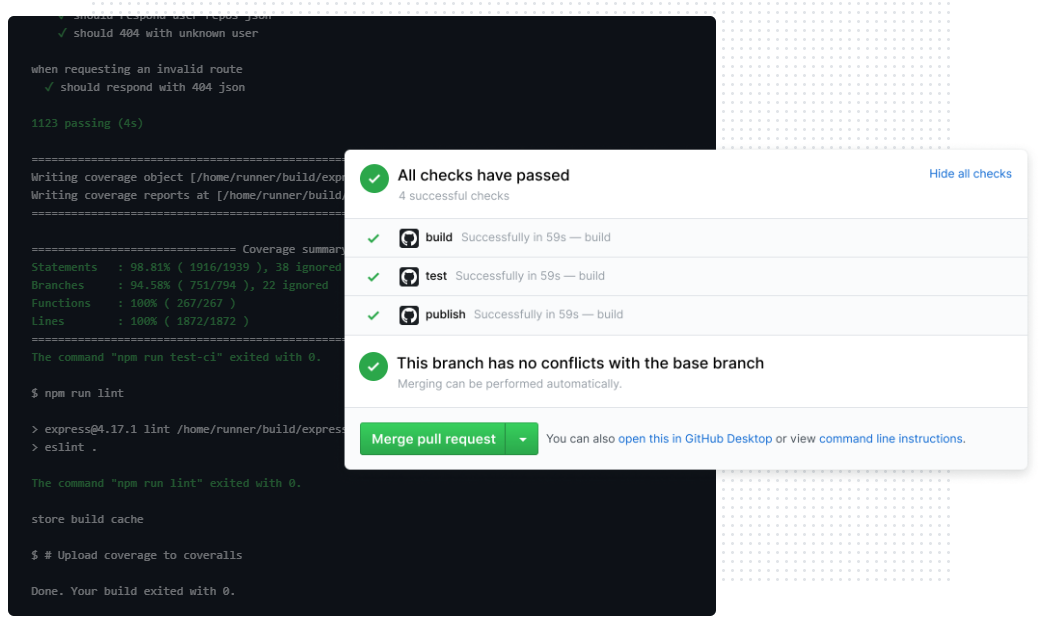 ✓ should respond user repos json
✓ should 404 with unknown user
when requesting an invalid route
✓ should respond with 404 json
1123 passing (4s)
Writing coverage object [/home/runner/build/expr
Writing coverage reports at [/home/runner/build/
============================== Coverage summary
Statements : 98.81% ( 1916/1939 ), 38 ignored
Branches : 94.58% ( 751/794 ), 22 ignored
Functions : 100% ( 267/267 )
Lines : 100% ( 1872/1872 )
The command "npm run test-ci" exited with 0.
$ npm run lint
> express@4.17.1 lint /home/runner/build/express
> eslint .
The command "npm run lint" exited with 0.
store build cache
$ # Upload coverage to coveralls
Done. Your build exited with 0.
All checks have passed
Hide all checks
4 successful checks
build Successfully in 59s — build
test Successfully in 59s — build
publish Successfully in 59s — build
This branch has no conflicts with the base branch
Merging can be performed automatically.
Merge pull request
You can also open this in GitHub Desktop or view command line instructions.